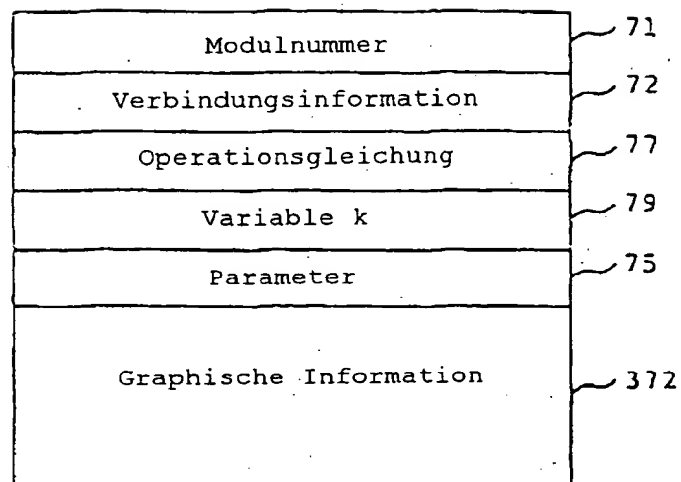 Modulnummer 71
Verbindungsinformation 72
Operationsgleichung 77
Variable k 79
Parameter 75
Graphische Information 372